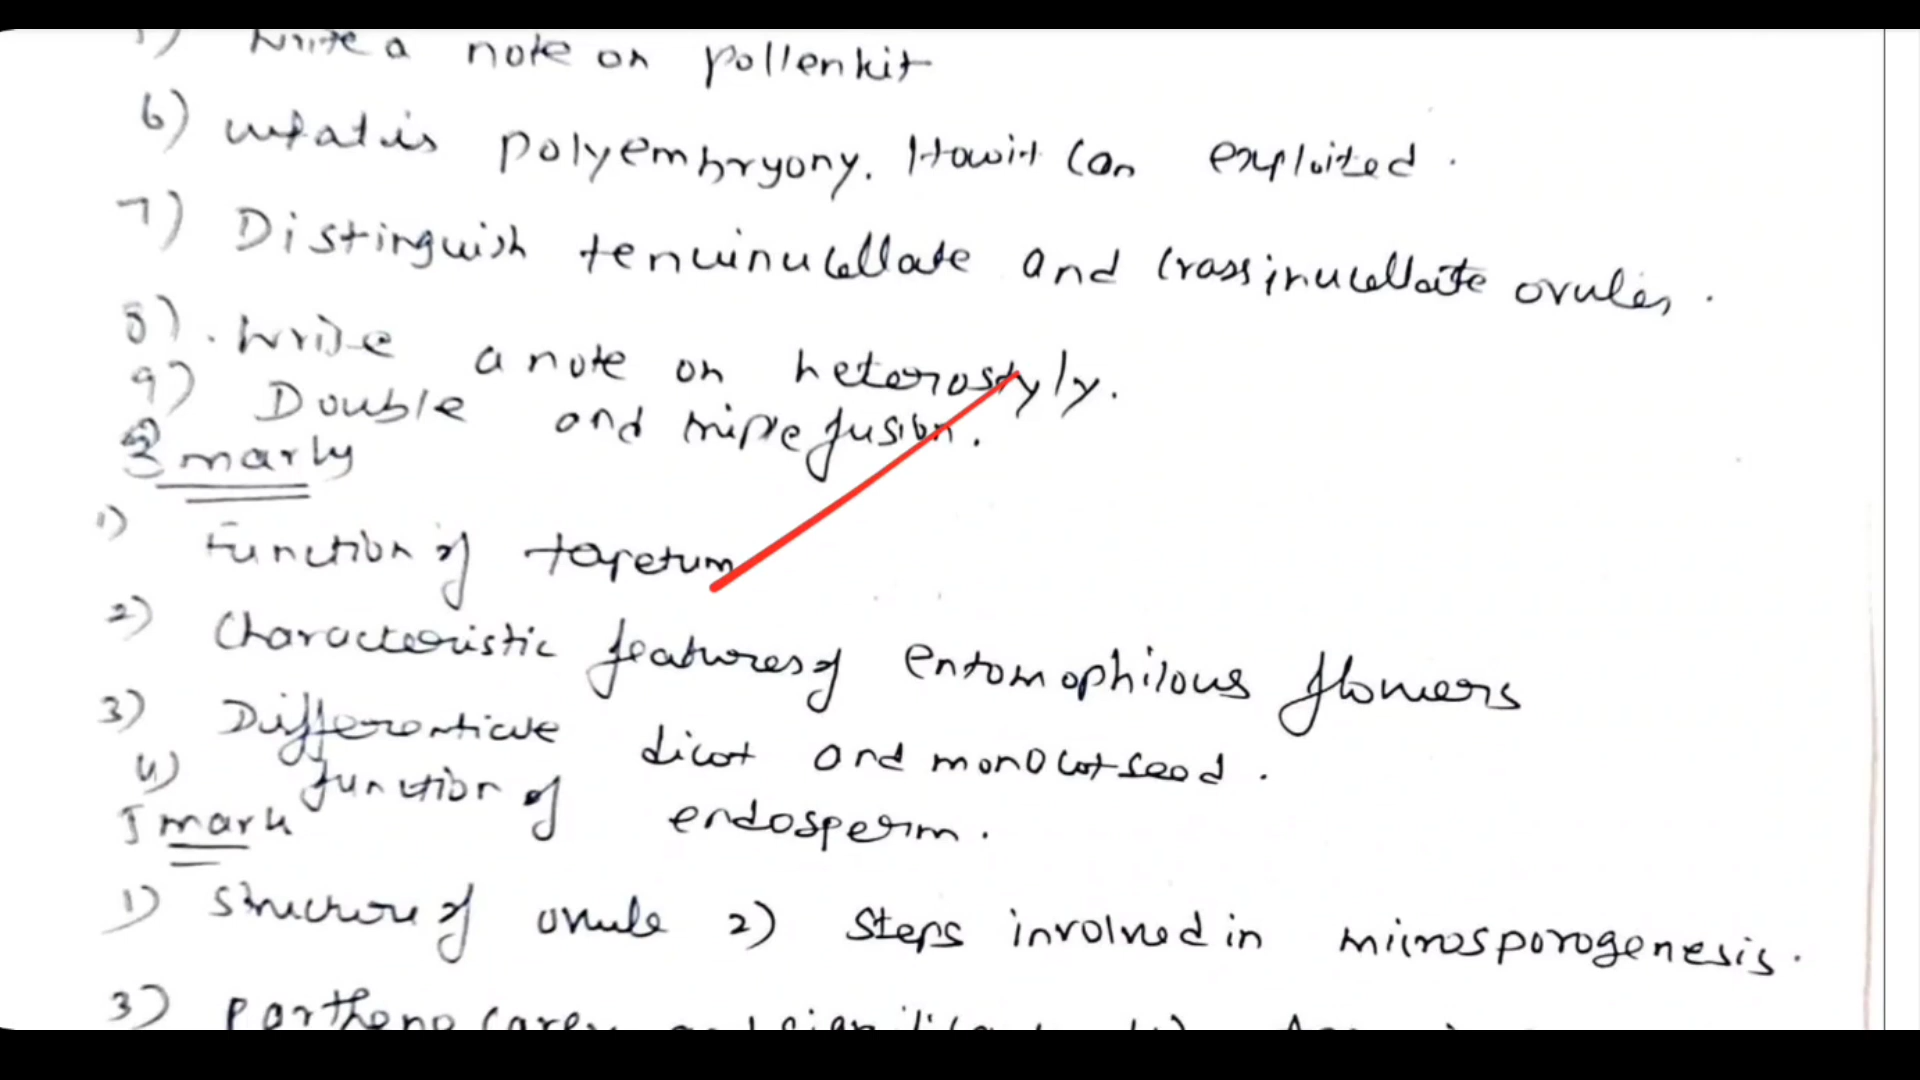 5) Write a note on pollenkit
6) what is polyembryony. How it can exploited.
7) Distinguish tenuinucellate and crassinucellate ovules.
8). Write a note on heterostyly.
9) Double and triple fusion.
marks
1) Function of tapetum
2) Characteristic features of entomophilous flowers
3) Differentiate dicot and monocot seed.
4) function of endosperm.
5 mark
1) Structure of ovule 2) Steps involved in microsporogenesis.
3)